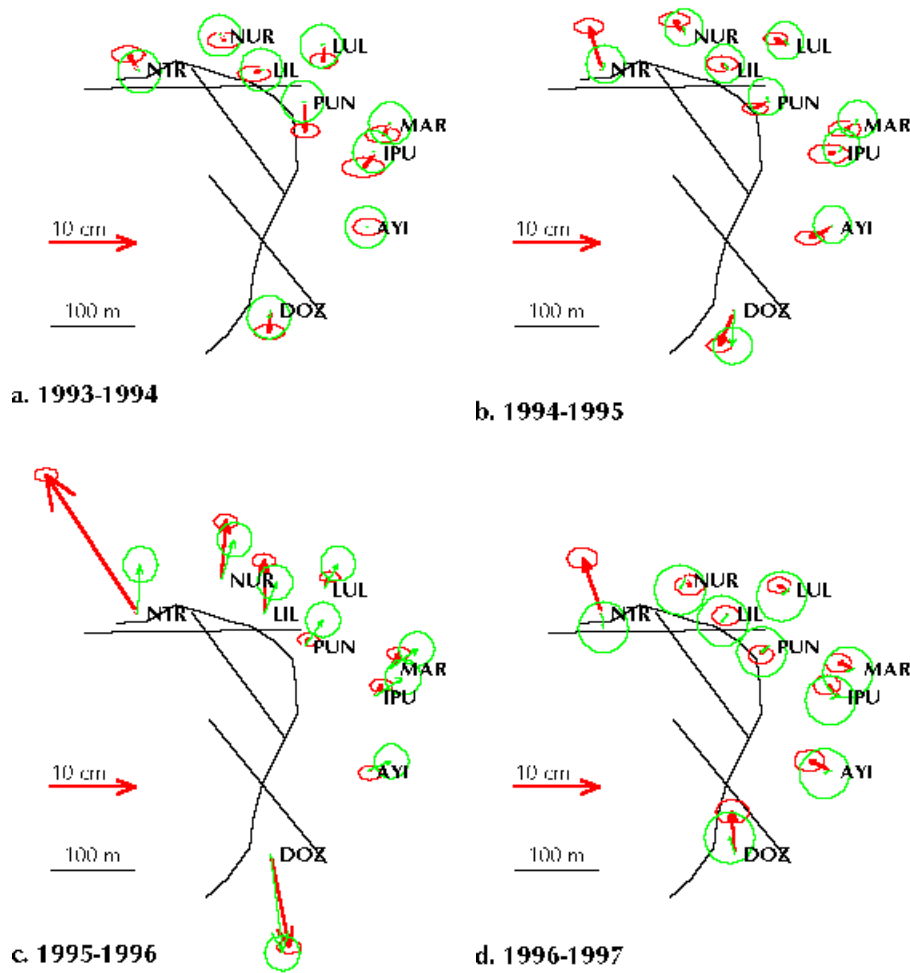 NUR
LUL
NTR
LIL
PUN
MAR
IPU
10 cm
AYI
100 m
DOZ
a. 1993-1994
NUR
LUL
NTR
LIL
PUN
MAR
IPU
10 cm
AYI
100 m
DOZ
b. 1994-1995
NUR
LUL
NTR
LIL
PUN
MAR
IPU
10 cm
AYI
100 m
DOZ
c. 1995-1996
NUR
LUL
NTR
LIL
PUN
MAR
IPU
10 cm
AYI
100 m
DOZ
d. 1996-1997